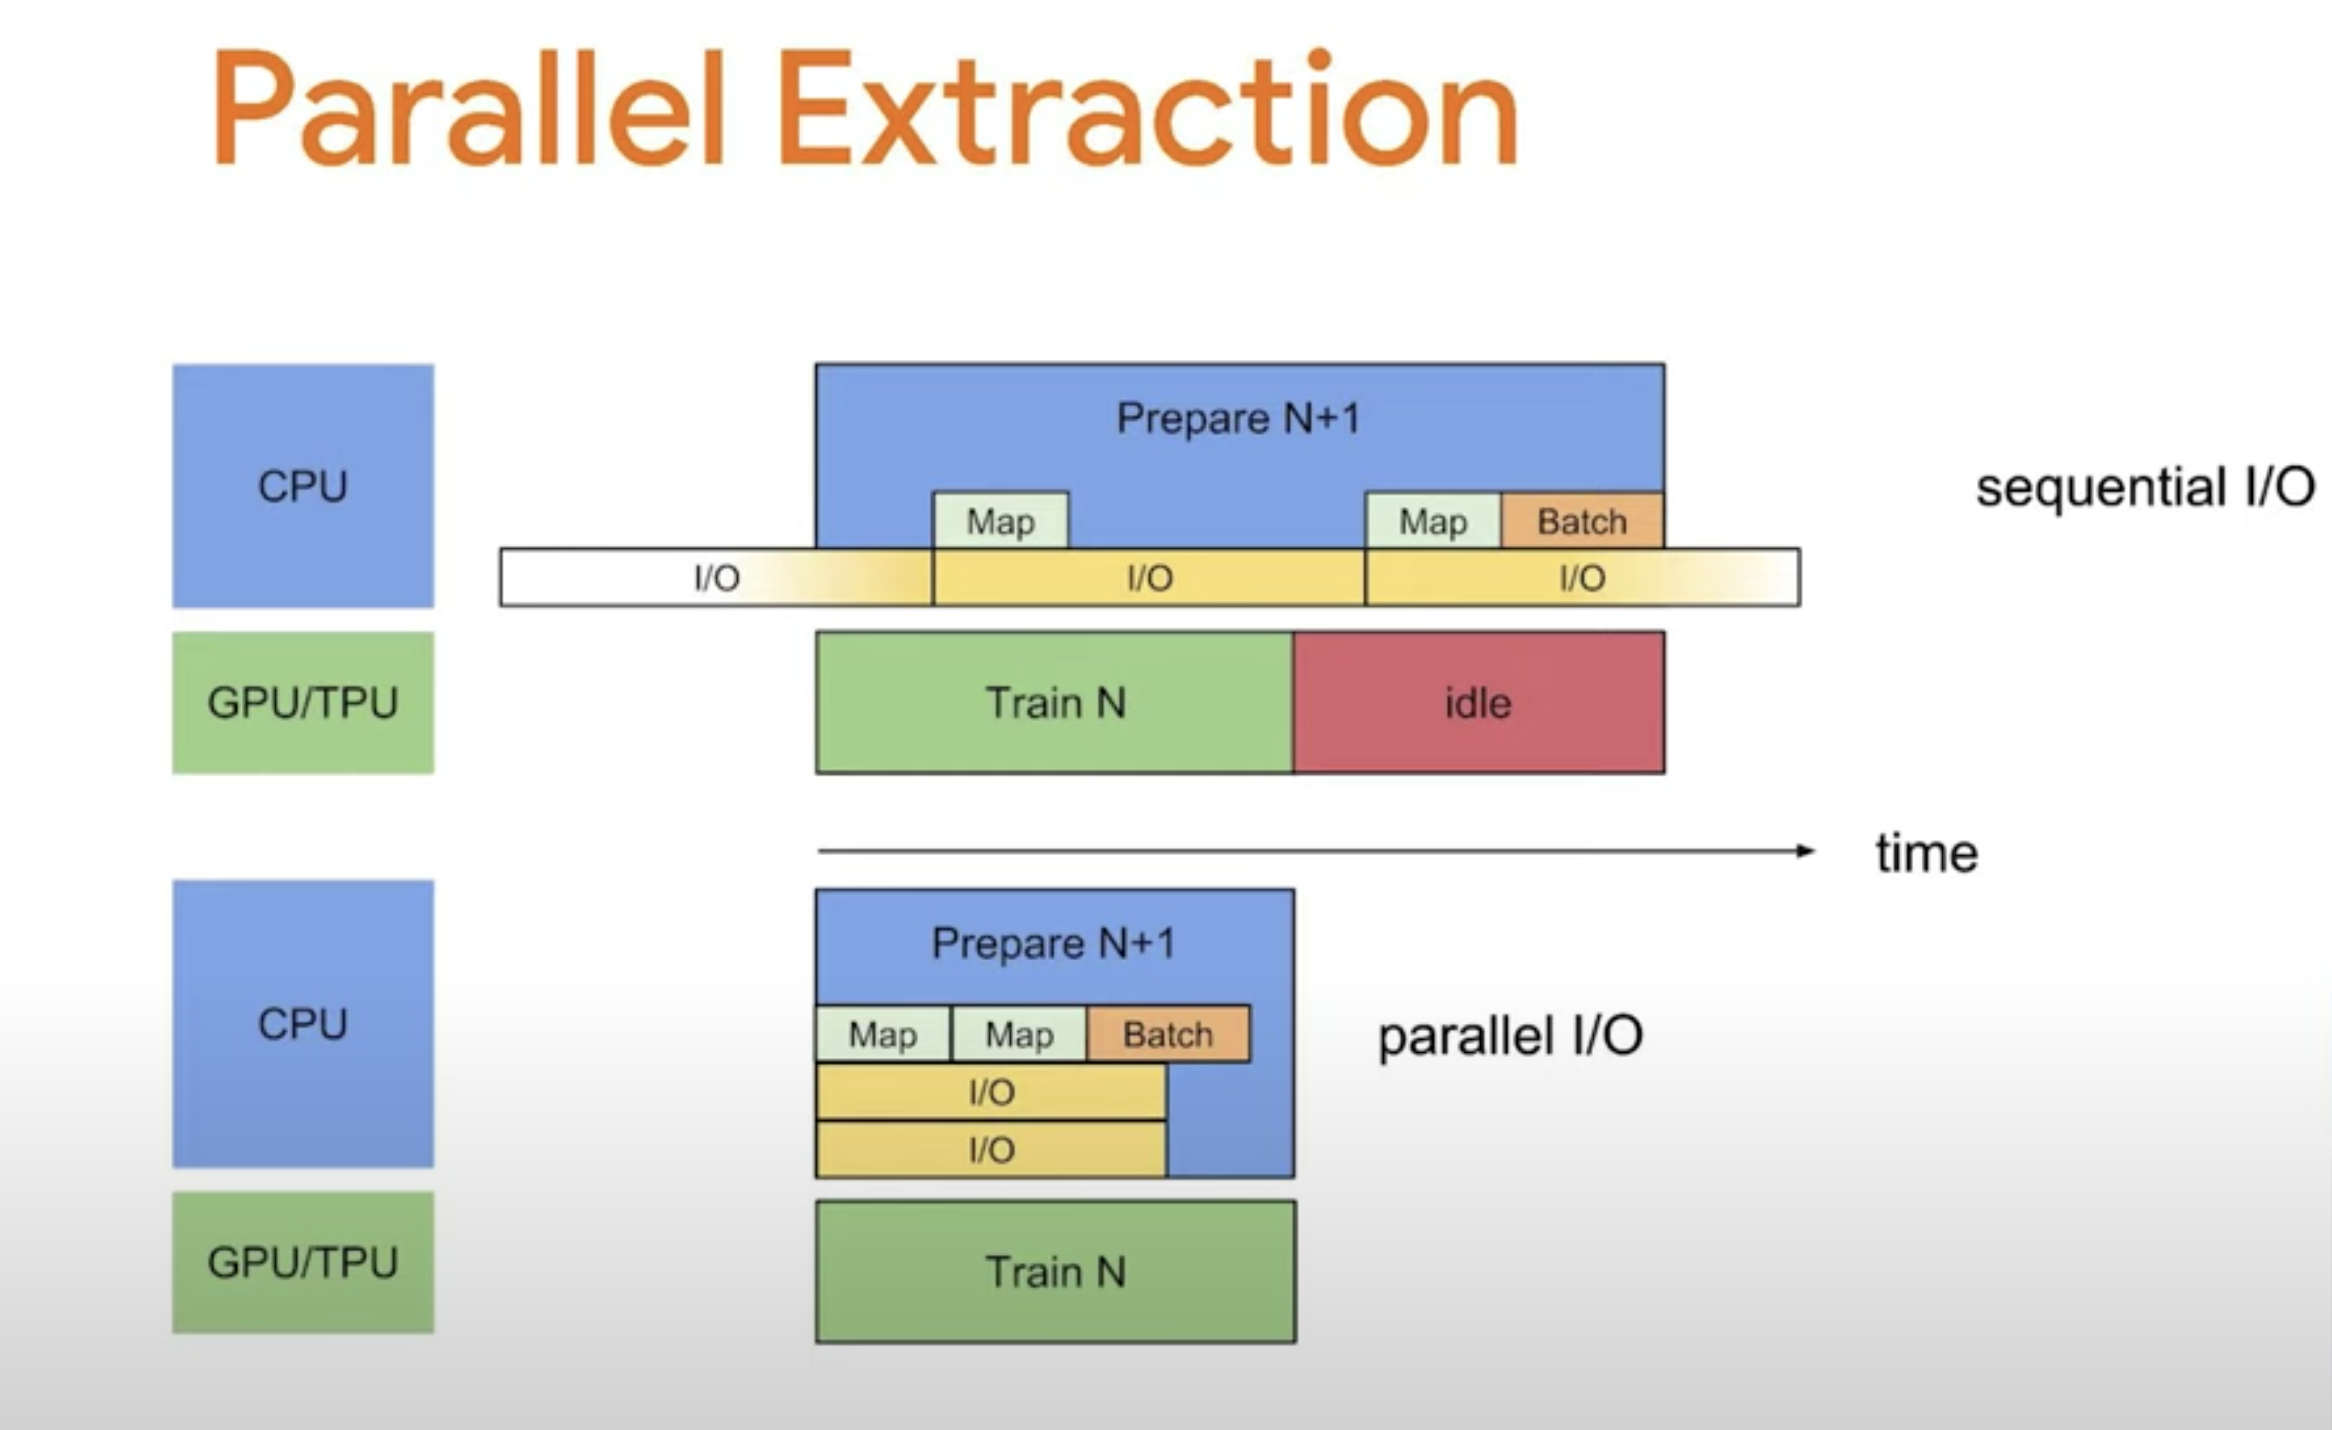 Parallel Extraction
CPU
Prepare N+1
Map
Map
Batch
I/O
I/O
I/O
sequential I/O
GPU/TPU
Train N
idle
time
CPU
Prepare N+1
Map
Map
Batch
I/O
I/O
parallel I/O
GPU/TPU
Train N